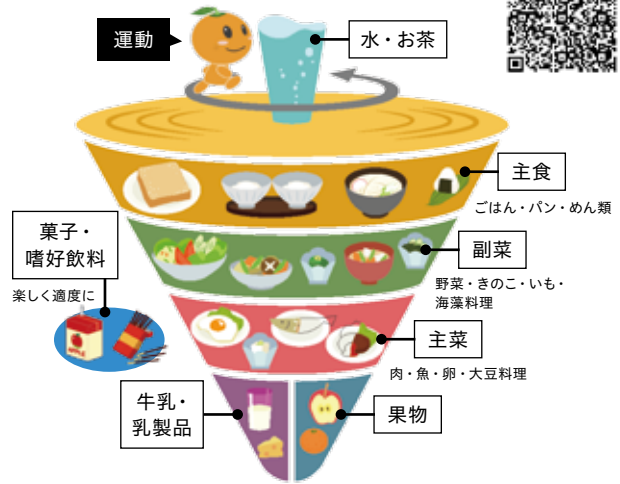 運動
水・お茶
主食
ごはん・パン・めん類
菓子・
嗜好飲料
楽しく適度に
副菜
野菜・きのこ・いも・
海藻料理
主菜
肉・魚・卵・大豆料理
牛乳・
乳製品
果物
APPLE